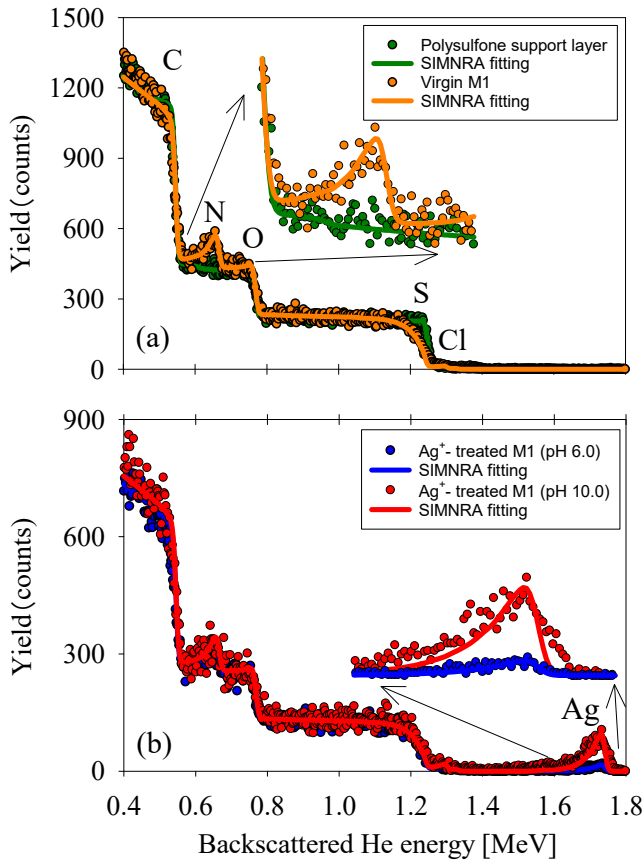 1500
1200
900
600
300
0
Yield (counts)
C
N
O
S
Cl
(a)
Polysulfone support layer
SIMNRA fitting
Virgin M1
SIMNRA fitting
900
600
300
0
Yield (counts)
Ag⁺- treated M1 (pH 6.0)
SIMNRA fitting
Ag⁺- treated M1 (pH 10.0)
SIMNRA fitting
Ag
(b)
0.4 0.6 0.8 1.0 1.2 1.4 1.6 1.8
Backscattered He energy [MeV]